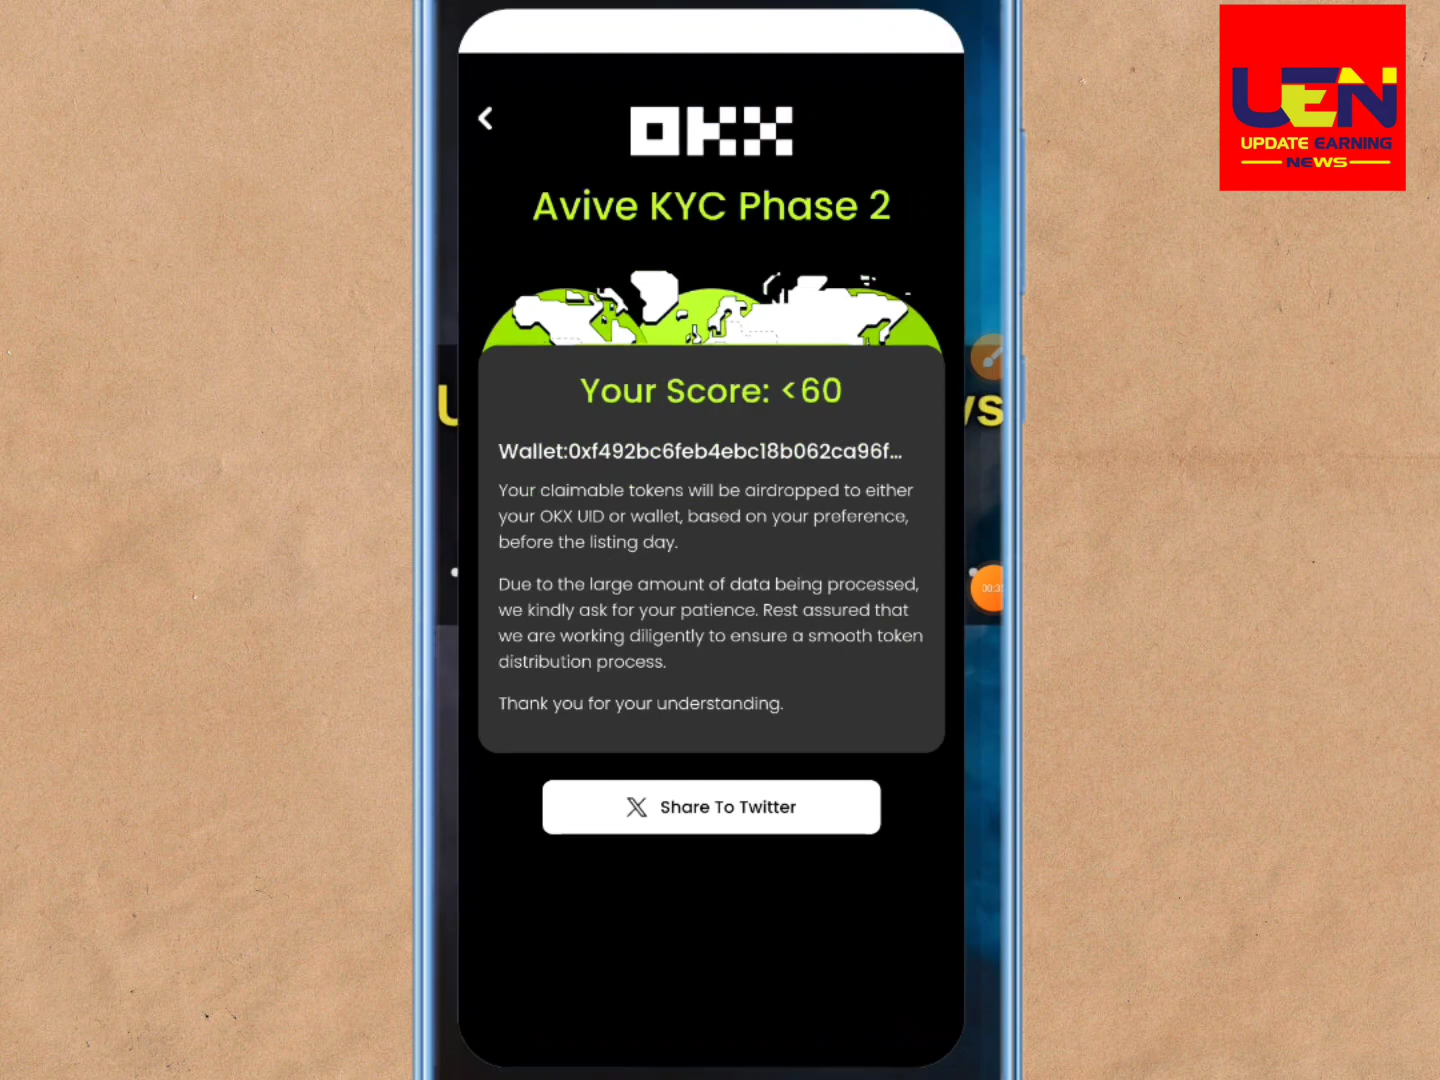 OKX
UEN
UPDATE EARNING
NEWS
Avive KYC Phase 2
Your Score: <60
Wallet:0xf492bc6feb4ebc18b062ca96f...
Your claimable tokens will be airdropped to either
your OKX UID or wallet, based on your preference,
before the listing day.
Due to the large amount of data being processed,
we kindly ask for your patience. Rest assured that
we are working diligently to ensure a smooth token
distribution process.
Thank you for your understanding.
Share To Twitter